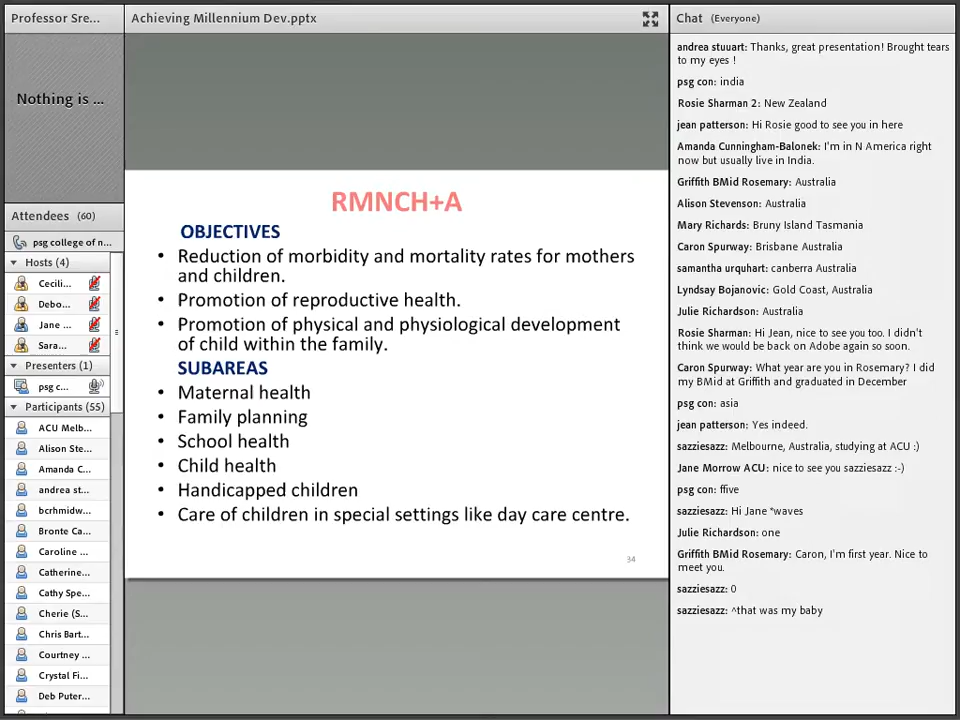 Professor Sre...
Nothing is ...
Attendees (60)
psg college of n...
Hosts (4)
Cecili...
Debo...
Jane ...
Sara...
Presenters (1)
psg c...
Participants (55)
ACU Melb...
Alison Ste...
Amanda C...
andrea st...
bcrhmidw...
Bronte Ca...
Caroline ...
Catherine...
Cathy Spe...
Cherie (S...
Chris Bart...
Courtney ...
Crystal Fi...
Deb Puter...
Achieving Millennium Dev.pptx
RMNCH+A
OBJECTIVES
• Reduction of morbidity and mortality rates for mothers
and children.
• Promotion of reproductive health.
• Promotion of physical and physiological development
of child within the family.
SUBAREAS
• Maternal health
• Family planning
• School health
• Child health
• Handicapped children
• Care of children in special settings like day care centre.
34
Chat (Everyone)
andrea stuuart: Thanks, great presentation! Brought tears
to my eyes !
psg con: india
Rosie Sharman 2: New Zealand
jean patterson: Hi Rosie good to see you in here
Amanda Cunningham-Balonek: I'm in N America right
now but usually live in India.
Griffith BMid Rosemary: Australia
Alison Stevenson: Australia
Mary Richards: Bruny Island Tasmania
Caron Spurway: Brisbane Australia
samantha urquhart: canberra Australia
Lyndsay Bojanovic: Gold Coast, Australia
Julie Richardson: Australia
Rosie Sharman: Hi Jean, nice to see you too. I didn't
think we would be back on Adobe again so soon.
Caron Spurway: What year are you in Rosemary? I did
my BMid at Griffith and graduated in December
psg con: asia
jean patterson: Yes indeed.
sazziesazz: Melbourne, Australia, studying at ACU :)
Jane Morrow ACU: nice to see you sazziesazz :-)
psg con: ffive
sazziesazz: Hi Jane *waves
Julie Richardson: one
Griffith BMid Rosemary: Caron, I'm first year. Nice to
meet you.
sazziesazz: 0
sazziesazz: ^that was my baby